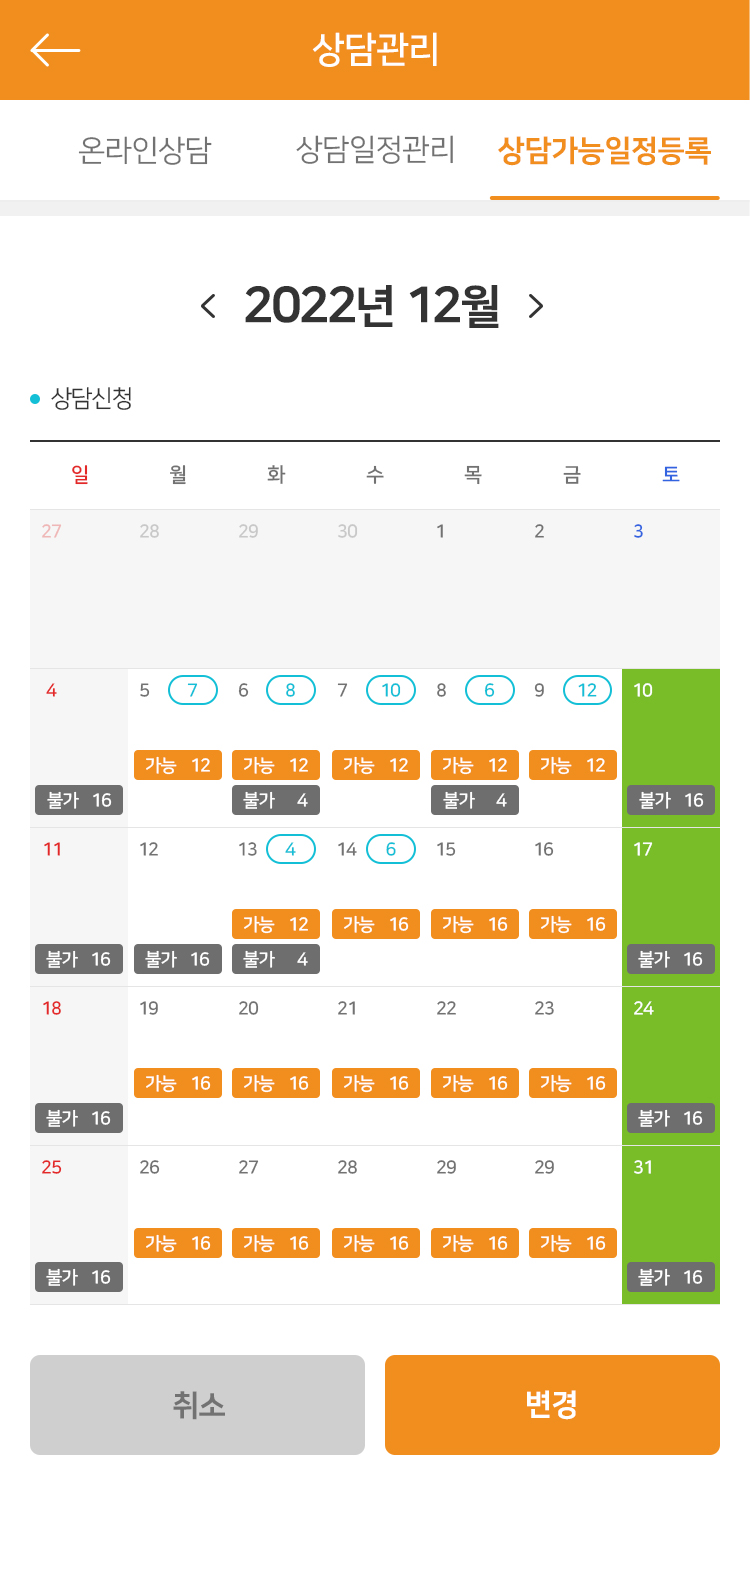 상담관리
온라인상담 상담일정관리 상담가능일정등록
2022년 12월
상담신청
일 월 화 수 목 금 토
27 28 29 30 1 2 3
4 5 7 6 8 7 10 8 6 9 12 10
가능 12 가능 12 가능 12 가능 12 가능 12
불가 16 불가 4 불가 4 불가 16
11 12 13 4 14 6 15 16 17
가능 12 가능 16 가능 16 가능 16
불가 16 불가 16 불가 4 불가 16
18 19 20 21 22 23 24
가능 16 가능 16 가능 16 가능 16 가능 16
불가 16 불가 16
25 26 27 28 29 29 31
가능 16 가능 16 가능 16 가능 16 가능 16
불가 16 불가 16
취소 변경